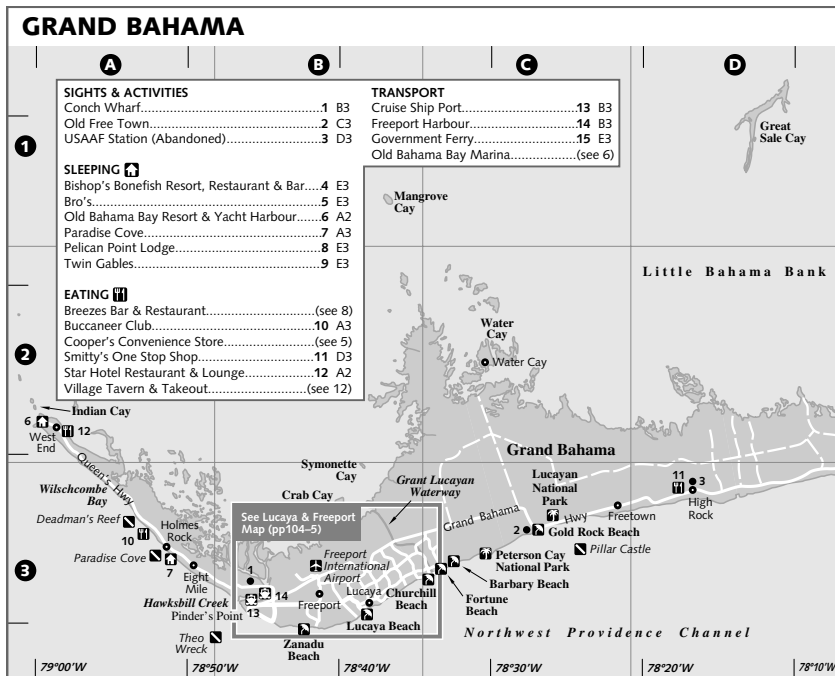 GRAND BAHAMA
A B C D
SIGHTS & ACTIVITIES
Conch Wharf..............................1 B3
Old Free Town...........................2 C3
USAAF Station (Abandoned)...................3 D3
SLEEPING
Bishop's Bonefish Resort, Restaurant & Bar....4 E3
Bro's.....................................5 E3
Old Bahama Bay Resort & Yacht Harbour......6 A2
Paradise Cove..............................7 A3
Pelican Point Lodge.........................8 E3
Twin Gables...............................9 E3
EATING
Breezes Bar & Restaurant......................(see 8)
Buccaneer Club............................10 A3
Cooper's Convenience Store....................(see 5)
Smitty's One Stop Shop......................11 D3
Star Hotel Restaurant & Lounge...............12 A2
Village Tavern & Takeout......................(see 12)
TRANSPORT
Cruise Ship Port............................13 B3
Freeport Harbour...........................14 B3
Government Ferry..........................15 E3
Old Bahama Bay Marina......................(see 6)
1
Great
Sale Cay
Mangrove
Cay
Little Bahama Bank
2
Water
Cay
Water Cay
Indian Cay
6
West
End
12
Queen's Hwy
Grand Bahama
Symonette
Cay
Grant Lucayan
Waterway
Lucayan
National
Park
11
3
High
Rock
Wilschcombe
Bay
Crab Cay
Deadman's Reef
10
Holmes
Rock
See Lucaya & Freeport
Map (pp104–5)
Grand Bahama Hwy
2
Gold Rock Beach
Freetown
Pillar Castle
3
Paradise Cove
7
Eight
Mile
1
Freeport
International
Airport
Peterson Cay
National Park
Barbary Beach
Hawksbill Creek
Pinder's Point
13
14
Freeport
Lucaya
Churchill
Beach
Fortune
Beach
Lucaya Beach
Theo
Wreck
Zanadu
Beach
Northwest Providence Channel
79°00'W
78°50'W
78°40'W
78°30'W
78°20'W
78°10'W